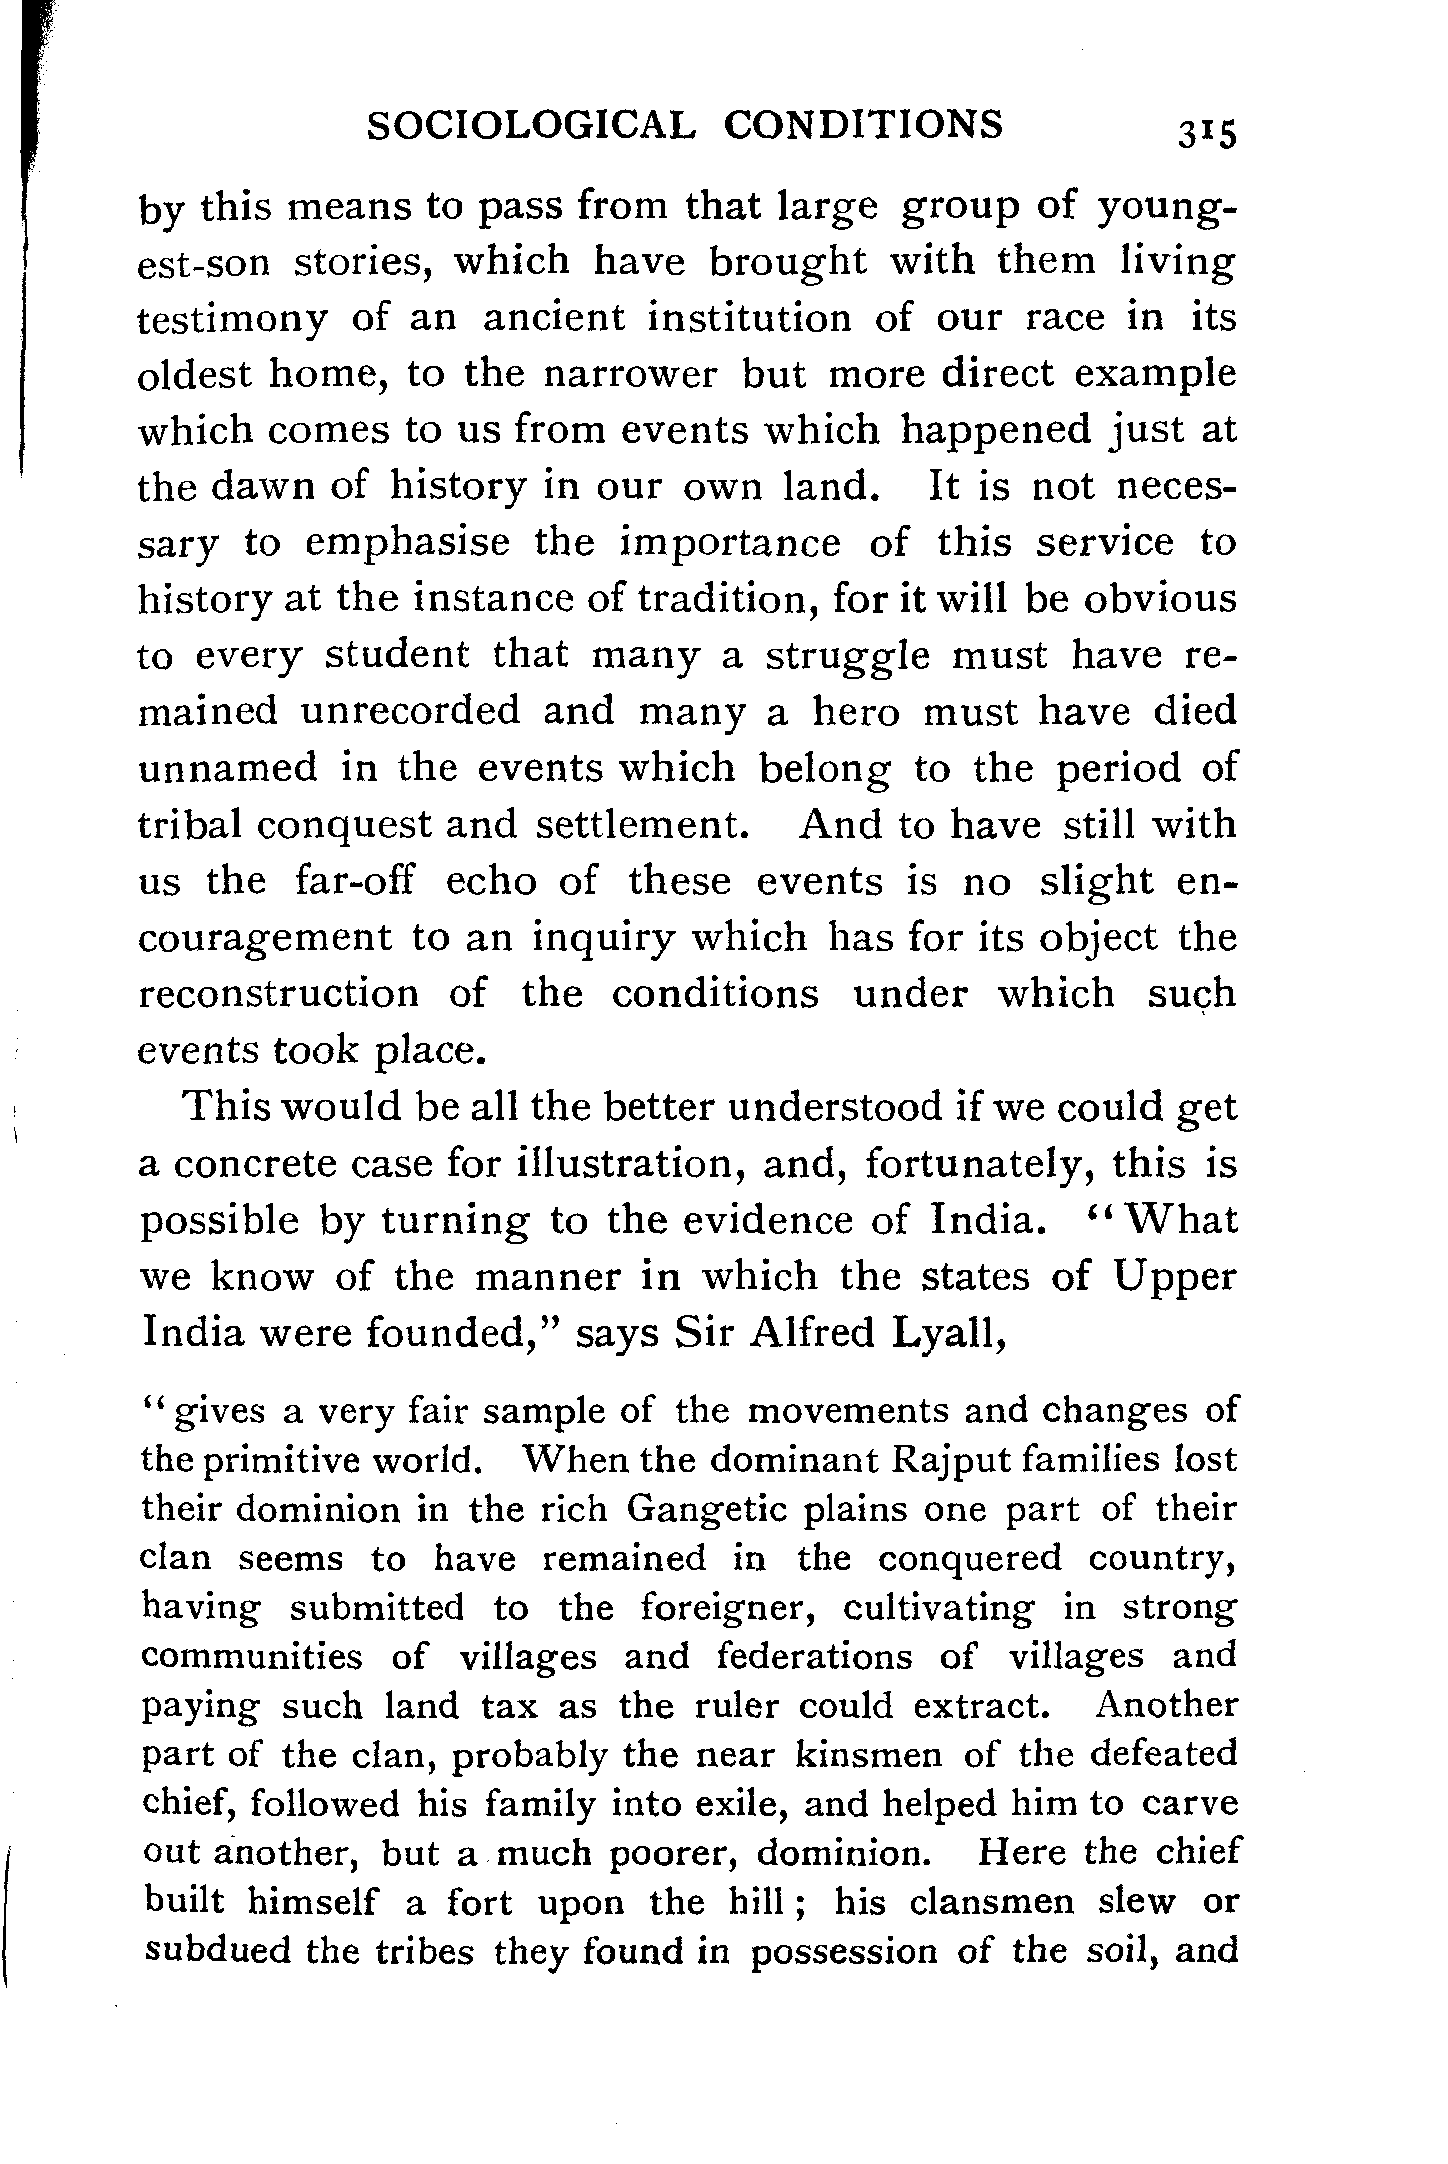 SOCIOLOGICAL CONDITIONS 315
by this means to pass from that large group of young-
est-son stories, which have brought with them living
testimony of an ancient institution of our race in its
oldest home, to the narrower but more direct example
which comes to us from events which happened just at
the dawn of history in our own land. It is not neces-
sary to emphasise the importance of this service to
history at the instance of tradition, for it will be obvious
to every student that many a struggle must have re-
mained unrecorded and many a hero must have died
unnamed in the events which belong to the period of
tribal conquest and settlement. And to have still with
us the far-off echo of these events is no slight en-
couragement to an inquiry which has for its object the
reconstruction of the conditions under which such
events took place.
This would be all the better understood if we could get
a concrete case for illustration, and, fortunately, this is
possible by turning to the evidence of India. “What
we know of the manner in which the states of Upper
India were founded,” says Sir Alfred Lyall,
“gives a very fair sample of the movements and changes of
the primitive world. When the dominant Rajput families lost
their dominion in the rich Gangetic plains one part of their
clan seems to have remained in the conquered country,
having submitted to the foreigner, cultivating in strong
communities of villages and federations of villages and
paying such land tax as the ruler could extract. Another
part of the clan, probably the near kinsmen of the defeated
chief, followed his family into exile, and helped him to carve
out another, but a much poorer, dominion. Here the chief
built himself a fort upon the hill; his clansmen slew or
subdued the tribes they found in possession of the soil, and